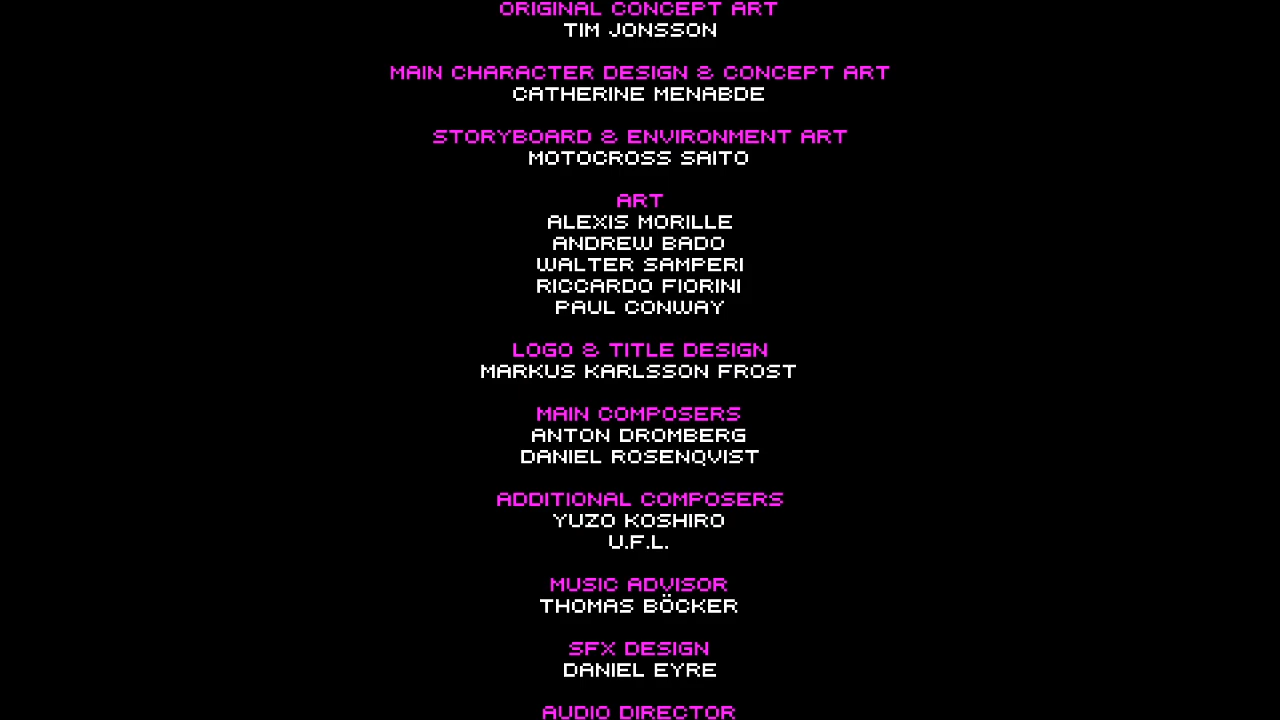 ORIGINAL CONCEPT ART
TIM JONSSON
MAIN CHARACTER DESIGN & CONCEPT ART
CATHERINE MENABDE
STORYBOARD & ENVIRONMENT ART
MOTOCROSS SAITO
ART
ALEXIS MORILLE
ANDREW BADO
WALTER SAMPERI
RICCARDO FIORINI
PAUL CONWAY
LOGO & TITLE DESIGN
MARKUS KARLSSON FROST
MAIN COMPOSERS
ANTON DROMBERG
DANIEL ROSENQVIST
ADDITIONAL COMPOSERS
YUZO KOSHIRO
U.F.L.
MUSIC ADVISOR
THOMAS BÖCKER
SFX DESIGN
DANIEL EYRE
AUDIO DIRECTOR